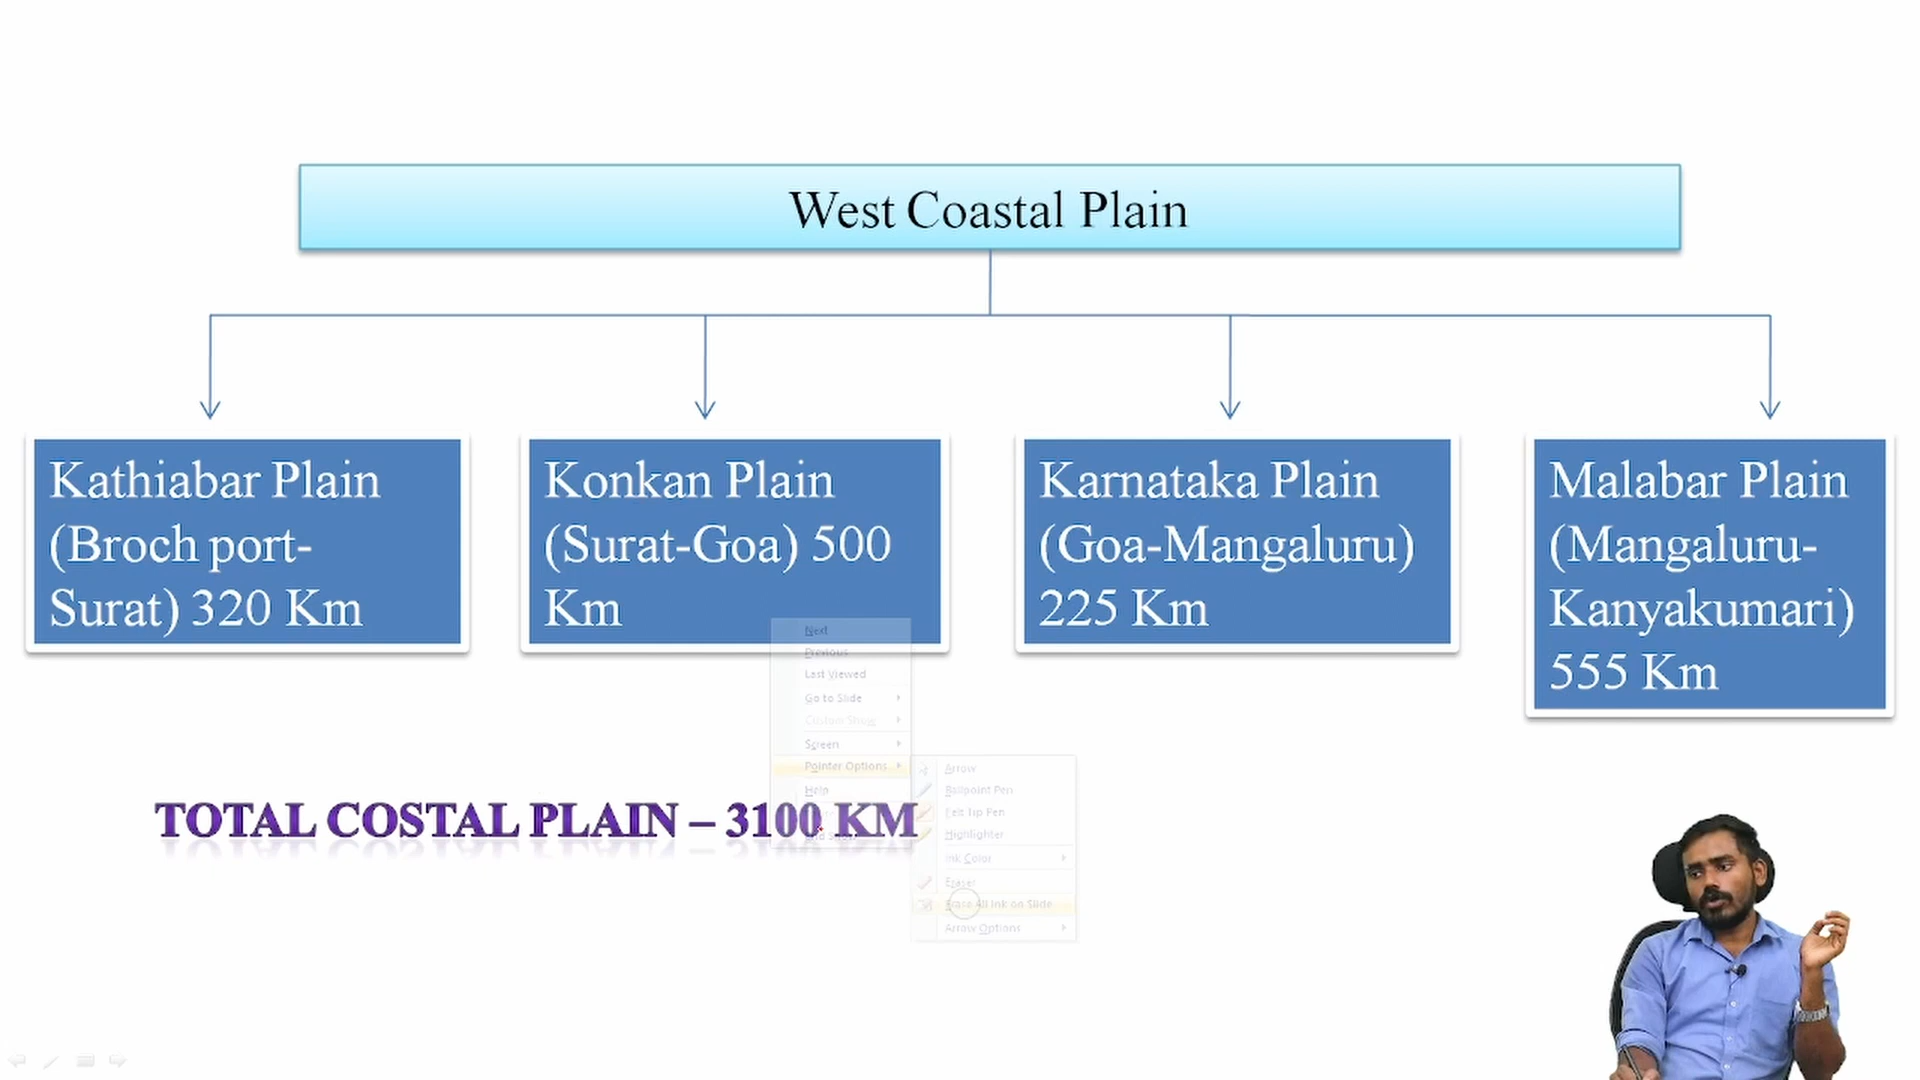 West Coastal Plain
Kathiabar Plain
(Broch port-
Surat) 320 Km
Konkan Plain
(Surat-Goa) 500
Km
Karnataka Plain
(Goa-Mangaluru)
225 Km
Malabar Plain
(Mangaluru-
Kanyakumari)
555 Km
Next
Previous
Last Viewed
Go to Slide
Custom Show
Screen
Pointer Options
Help
Arrow
Ballpoint Pen
Felt Tip Pen
Highlighter
Ink Color
Eraser
Erase All Ink on Slide
Arrow Options
TOTAL COSTAL PLAIN – 3100 KM